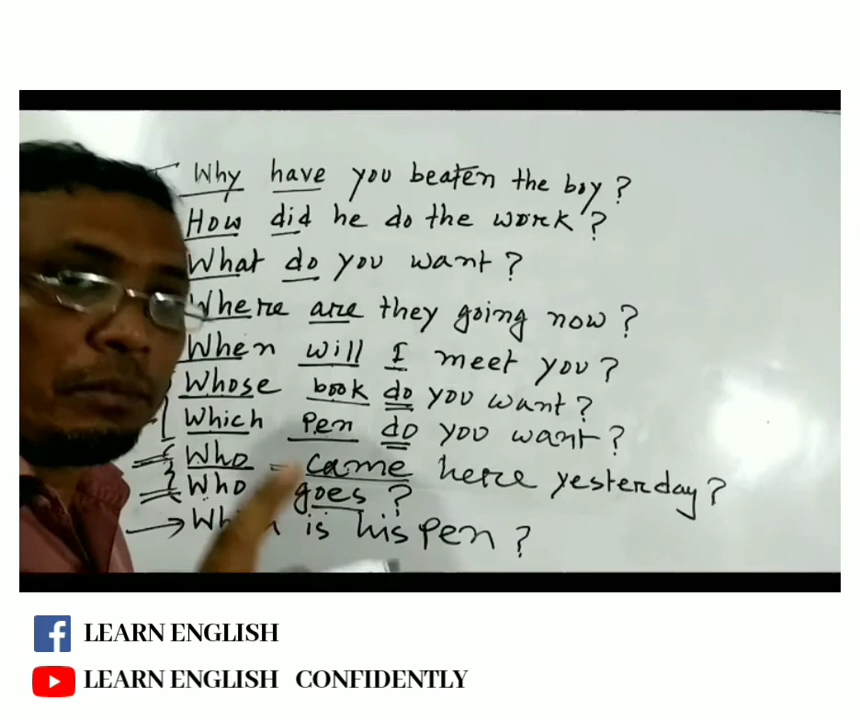 Why have you beaten the boy?
How did he do the work?
What do you want?
Where are they going now?
When will I meet you?
Whose book do you want?
Which pen do you want?
Who = came here yesterday?
Who goes?
is his pen?
LEARN ENGLISH
LEARN ENGLISH CONFIDENTLY